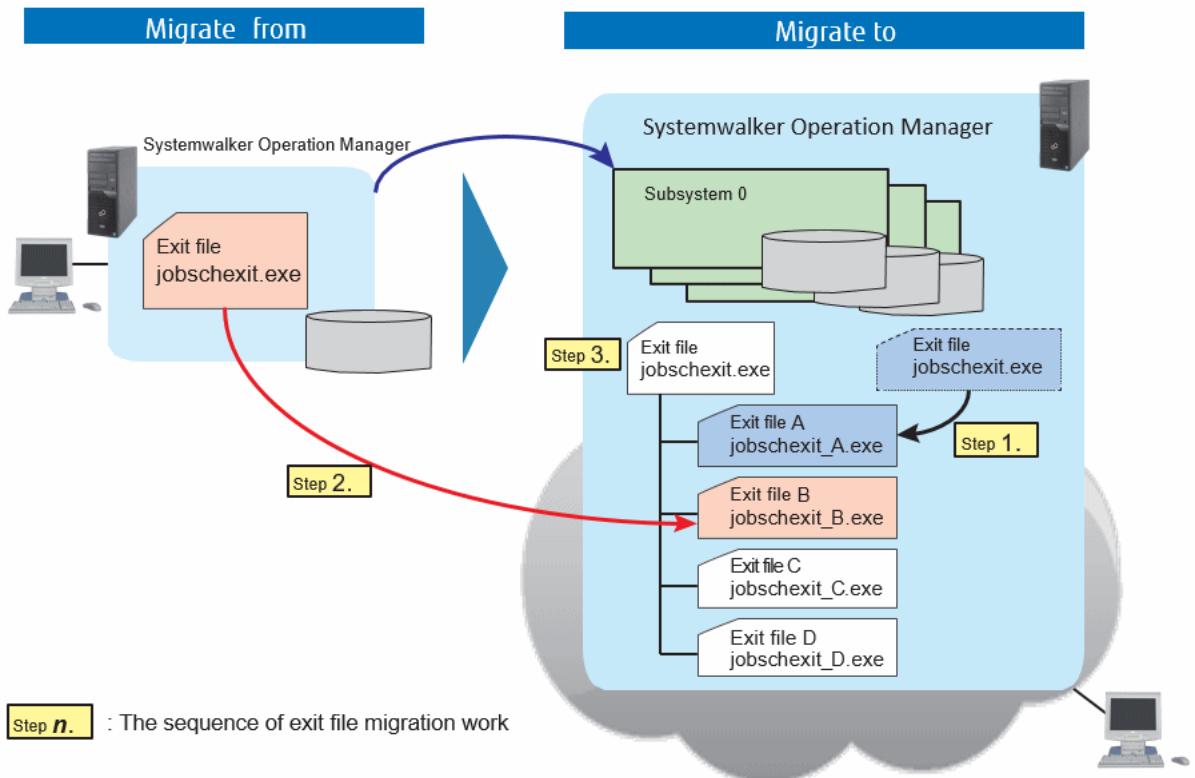 Migrate from
Migrate to
Systemwalker Operation Manager
Systemwalker Operation Manager
Subsystem 0
Exit file
jobschexit.exe
Step 3.
Exit file
jobschexit.exe
Exit file
jobschexit.exe
Exit file A
jobschexit_A.exe
Step 1.
Step 2.
Exit file B
jobschexit_B.exe
Exit file C
jobschexit_C.exe
Exit file D
jobschexit_D.exe
Step n. : The sequence of exit file migration work